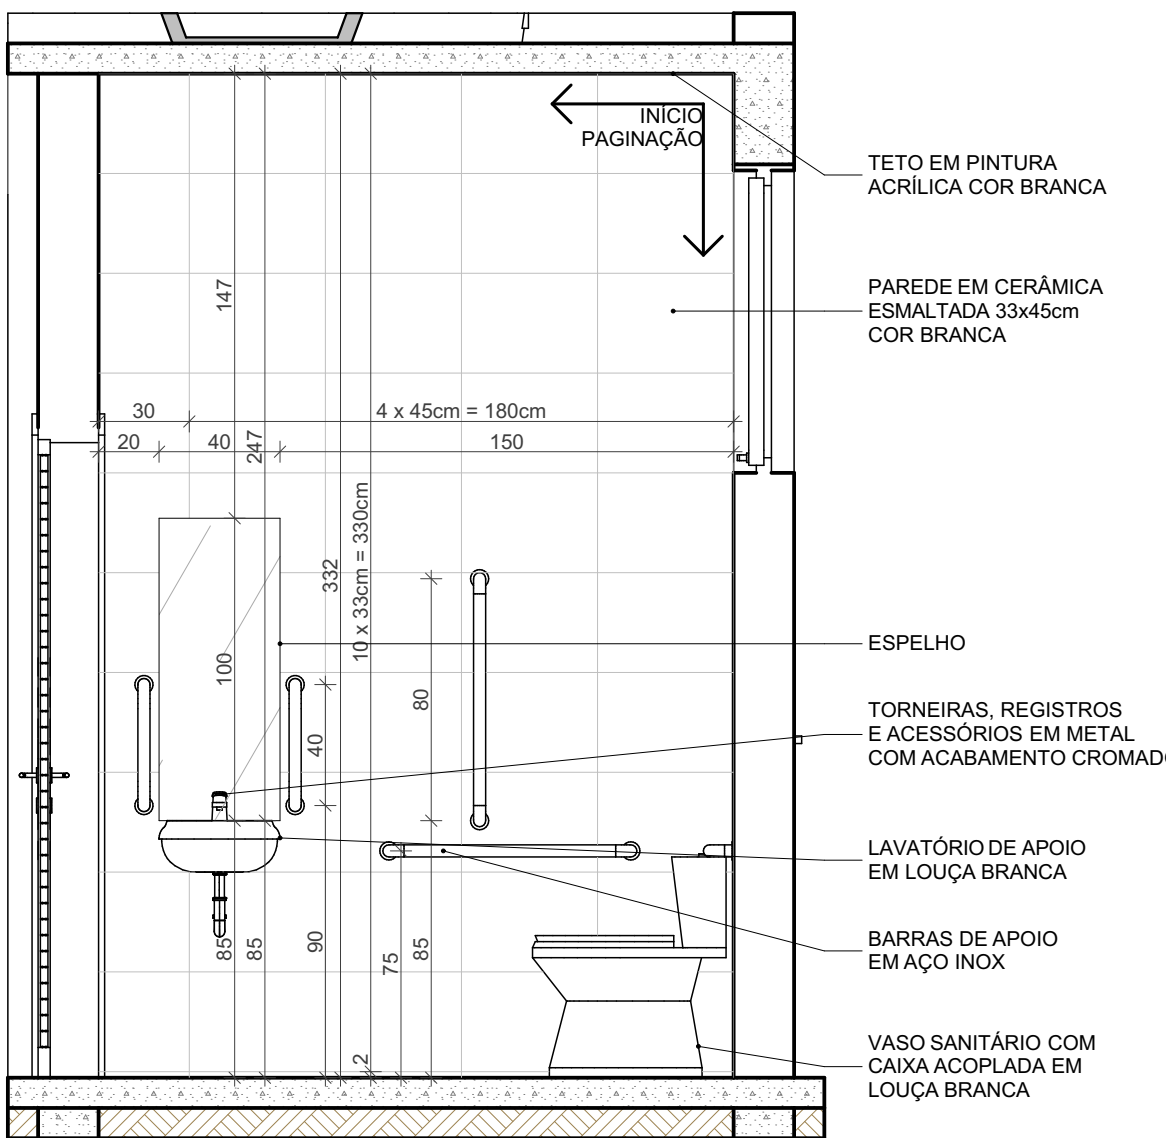 INÍCIO
PAGINAÇÃO
TETO EM PINTURA
ACRÍLICA COR BRANCA
147
PAREDE EM CERÂMICA
ESMALTADA 33x45cm
COR BRANCA
30
4 x 45cm = 180cm
20
40
247
150
332
10 x 33cm = 330cm
100
80
40
ESPELHO
TORNEIRAS, REGISTROS
E ACESSÓRIOS EM METAL
COM ACABAMENTO CROMADO
LAVATÓRIO DE APOIO
EM LOUÇA BRANCA
85
85
90
75
85
BARRAS DE APOIO
EM AÇO INOX
2
VASO SANITÁRIO COM
CAIXA ACOPLADA EM
LOUÇA BRANCA